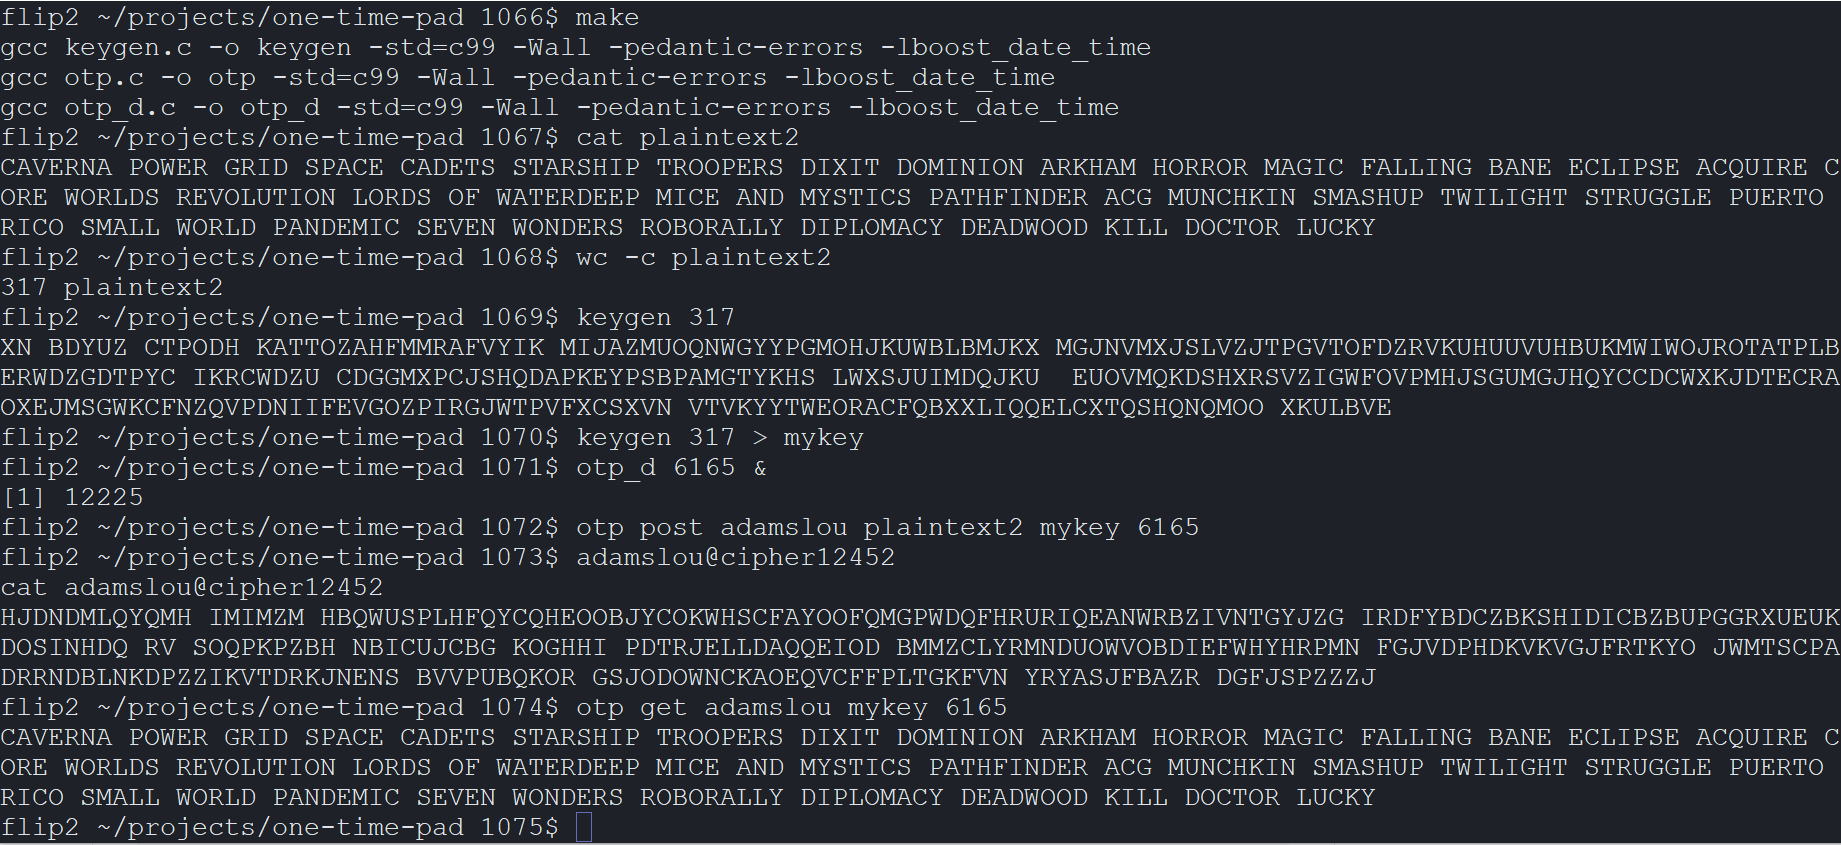 flip2 ~/projects/one-time-pad 1066$ make
gcc keygen.c -o keygen -std=c99 -Wall -pedantic-errors -lboost_date_time
gcc otp.c -o otp -std=c99 -Wall -pedantic-errors -lboost_date_time
gcc otp_d.c -o otp_d -std=c99 -Wall -pedantic-errors -lboost_date_time
flip2 ~/projects/one-time-pad 1067$ cat plaintext2
CAVERNA POWER GRID SPACE CADETS STARSHIP TROOPERS DIXIT DOMINION ARKHAM HORROR MAGIC FALLING BANE ECLIPSE ACQUIRE C
ORE WORLDS REVOLUTION LORDS OF WATERDEEP MICE AND MYSTICS PATHFINDER ACG MUNCHKIN SMASHUP TWILIGHT STRUGGLE PUERTO
RICO SMALL WORLD PANDEMIC SEVEN WONDERS ROBORALLY DIPLOMACY DEADWOOD KILL DOCTOR LUCKY
flip2 ~/projects/one-time-pad 1068$ wc -c plaintext2
317 plaintext2
flip2 ~/projects/one-time-pad 1069$ keygen 317
XN BDYUZ CTPODH KATTOZAHFMMRAFVYIK MIJAZMUOQNWGYYPGMOHJKUWBLBMJKX MGJNVMXJSLVZJTPGVTOFDZRVKUHUUVUHBUKMWIWOJROTATPLB
ERWDZGDTPYC IKRCWDZU CDGGMXPCJSHQDAPKEYPSBPAMGTYKHS LWXSJUIMDQJKU  EUOVMQKDSHXRSVZIGWFOVPMHJSGUMGJHQYCCDCWXKJDTECRA
OXEJMSGWKCFNZQVPDNIIFEVGOZPIRGJWTPVFXCSXVN VTVKYYTWEORACFQBXXLIQQELCXTQSHQNQMOO XKULBVE
flip2 ~/projects/one-time-pad 1070$ keygen 317 > mykey
flip2 ~/projects/one-time-pad 1071$ otp_d 6165 &
[1] 12225
flip2 ~/projects/one-time-pad 1072$ otp post adamslou plaintext2 mykey 6165
flip2 ~/projects/one-time-pad 1073$ adamslou@cipher12452
cat adamslou@cipher12452
HJDNDMLQYQMH IMIMZM HBQWUSPLHFQYCQHEOOBJYCOKWHSCFAYOOFQMGPWDQFHRURIQEANWRBZIVNTGYJZG IRDFYBDCZBKSHIDICBZBUPGGRXUEUK
DOSINHDQ RV SOQPKPZBH NBICUJCBG KOGHHI PDTRJELLDAQQEIOD BMMZCLYRMNDUOWVOBDIEFWHYHRPMN FGJVDPHDKVKVGJFRTKYO JWMTSCPA
DRRNDBLNKDPZZIKVTDRKJNENS BVVPUBQKOR GSJODOWNCKAOEQVCFFPLTGKFVN YRYASJFBAZR DGFJSPZZZJ
flip2 ~/projects/one-time-pad 1074$ otp get adamslou mykey 6165
CAVERNA POWER GRID SPACE CADETS STARSHIP TROOPERS DIXIT DOMINION ARKHAM HORROR MAGIC FALLING BANE ECLIPSE ACQUIRE C
ORE WORLDS REVOLUTION LORDS OF WATERDEEP MICE AND MYSTICS PATHFINDER ACG MUNCHKIN SMASHUP TWILIGHT STRUGGLE PUERTO
RICO SMALL WORLD PANDEMIC SEVEN WONDERS ROBORALLY DIPLOMACY DEADWOOD KILL DOCTOR LUCKY
flip2 ~/projects/one-time-pad 1075$